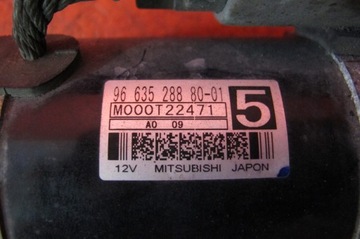 96 635 288 80-01
M000T22471
5
A0 09
12V MITSUBISHI JAPON